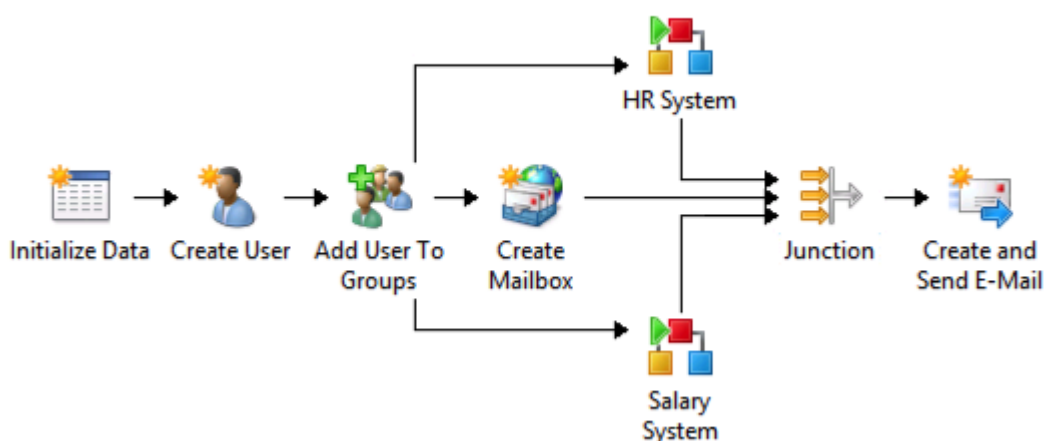 HR System
Initialize Data
Create User
Add User To
Groups
Create
Mailbox
Junction
Create and
Send E-Mail
Salary
System